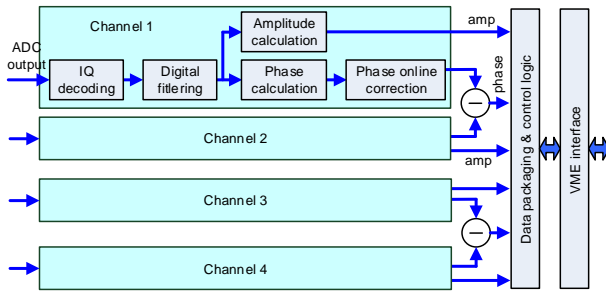 Channel 1
Amplitude
calculation
amp
ADC
output
IQ
decoding
Digital
fitlering
Phase
calculation
Phase online
correction
phase
Channel 2
amp
Channel 3
Channel 4
Data packaging & control logic
VME interface